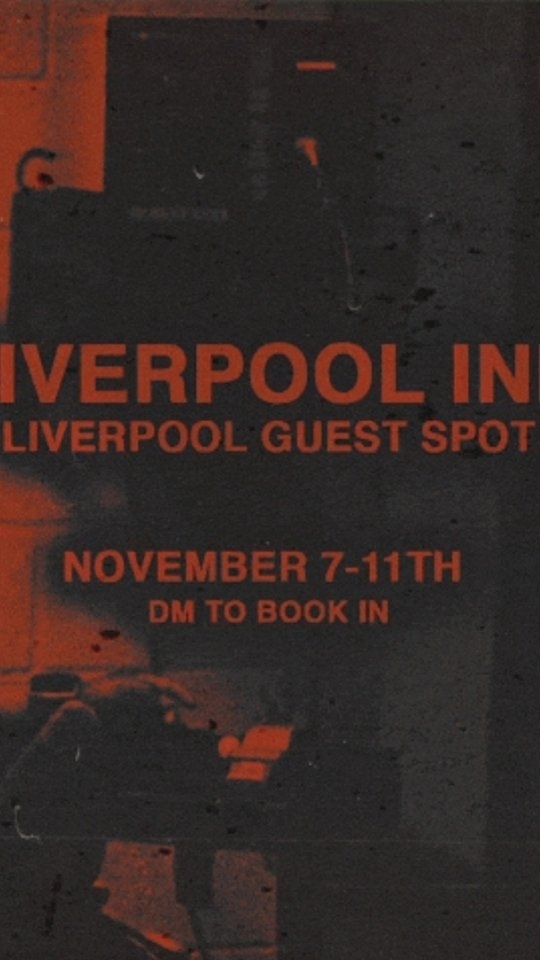 IVERPOOL IN
LIVERPOOL GUEST SPOT
NOVEMBER 7-11TH
DM TO BOOK IN